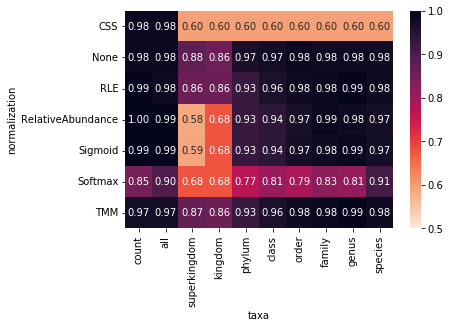 CSS 0.98 0.98 0.60 0.60 0.60 0.60 0.60 0.60 0.60 0.60
None 0.98 0.98 0.88 0.86 0.97 0.97 0.98 0.98 0.98 0.98
RLE 0.99 0.98 0.86 0.86 0.93 0.96 0.98 0.98 0.99 0.98
RelativeAbundance 1.00 0.99 0.58 0.68 0.93 0.94 0.97 0.99 0.98 0.97
Sigmoid 0.99 0.99 0.59 0.68 0.93 0.94 0.97 0.98 0.99 0.97
Softmax 0.85 0.90 0.68 0.68 0.77 0.81 0.79 0.83 0.81 0.91
TMM 0.97 0.97 0.87 0.86 0.93 0.96 0.98 0.98 0.99 0.98
normalization
count
all
superkingdom
kingdom
phylum
class
order
family
genus
species
taxa
1.0
0.9
0.8
0.7
0.6
0.5